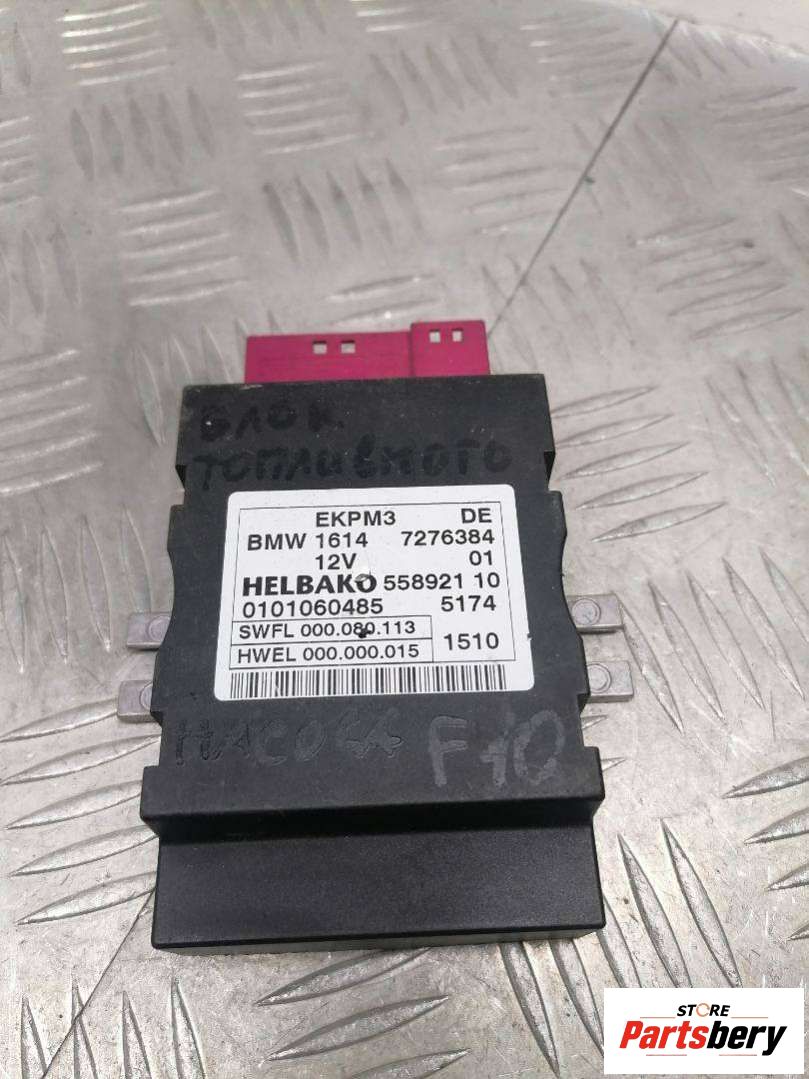 БЛОК
ТОПЛИВНОГО
EKPM3 DE
BMW 1614 7276384
12V 01
HELBAKO 558921 10
0101060485 5174
SWFL 000.080.113
HWEL 000.000.015 1510
НАСОСА F10
STORE
Partsbery